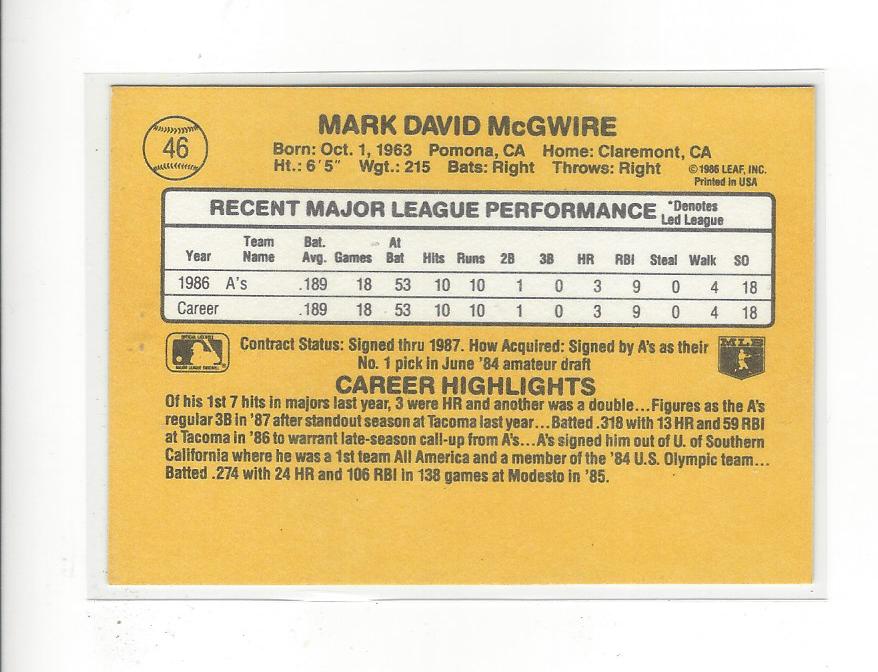 46
MARK DAVID McGWIRE
Born: Oct. 1, 1963 Pomona, CA Home: Claremont, CA
Ht.: 6'5" Wgt.: 215 Bats: Right Throws: Right
©1986 LEAF, INC.
Printed in USA
RECENT MAJOR LEAGUE PERFORMANCE *Denotes Led League
Year Team Name Bat. Avg. Games At Bat Hits Runs 2B 3B HR RBI Steal Walk SO
1986 A's .189 18 53 10 10 1 0 3 9 0 4 18
Career .189 18 53 10 10 1 0 3 9 0 4 18
Contract Status: Signed thru 1987. How Acquired: Signed by A's as their
No. 1 pick in June '84 amateur draft
MLB
CAREER HIGHLIGHTS
Of his 1st 7 hits in majors last year, 3 were HR and another was a double...Figures as the A's
regular 3B in '87 after standout season at Tacoma last year...Batted .318 with 13 HR and 59 RBI
at Tacoma in '86 to warrant late-season call-up from A's...A's signed him out of U. of Southern
California where he was a 1st team All America and a member of the '84 U.S. Olympic team...
Batted .274 with 24 HR and 106 RBI in 138 games at Modesto in '85.